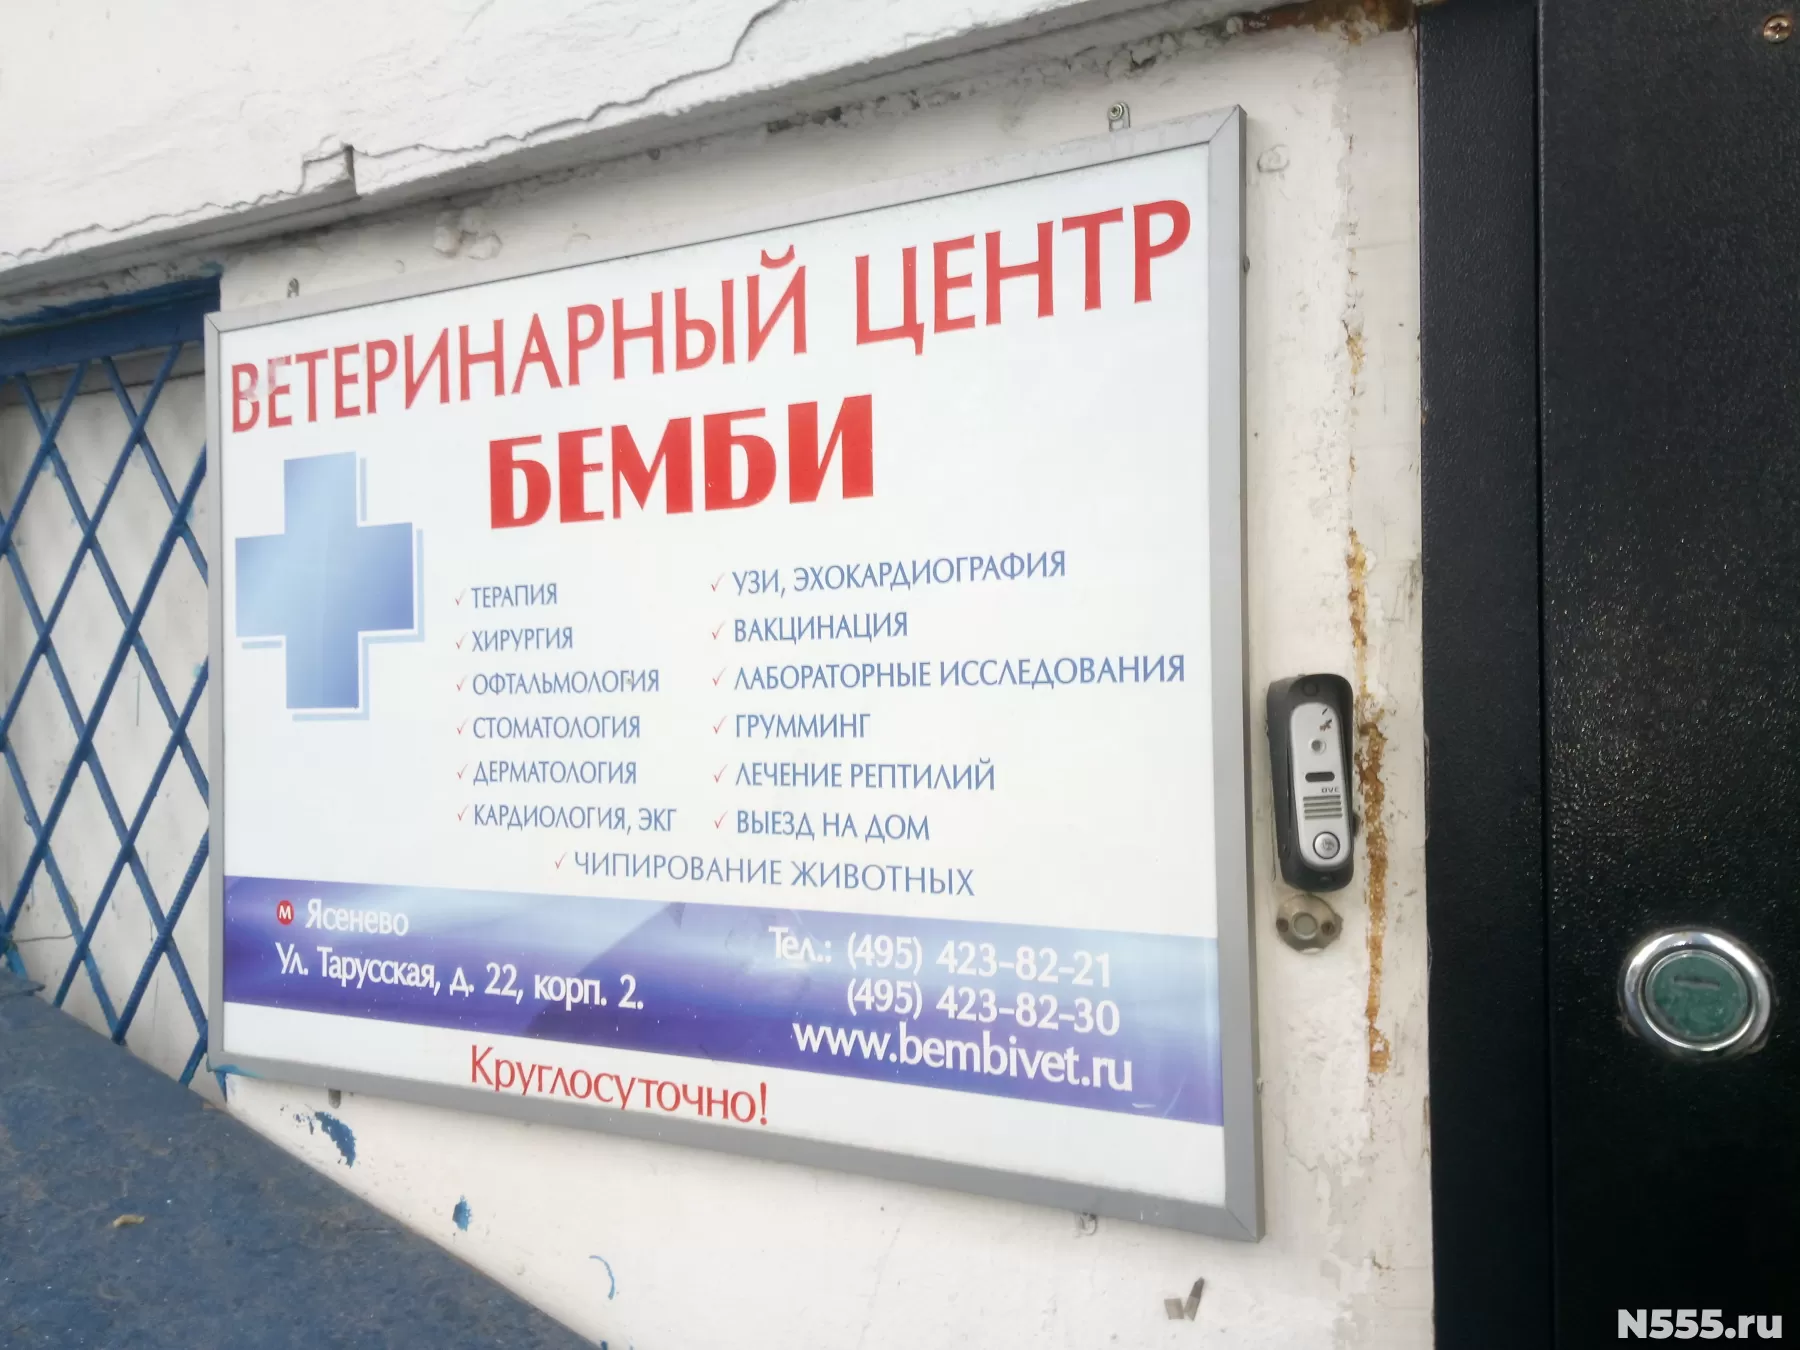 ВЕТЕРИНАРНЫЙ ЦЕНТР
БЕМБИ
ТЕРАПИЯ
ХИРУРГИЯ
ОФТАЛЬМОЛОГИЯ
СТОМАТОЛОГИЯ
ДЕРМАТОЛОГИЯ
КАРДИОЛОГИЯ, ЭКГ
УЗИ, ЭХОКАРДИОГРАФИЯ
ВАКЦИНАЦИЯ
ЛАБОРАТОРНЫЕ ИССЛЕДОВАНИЯ
ГРУММИНГ
ЛЕЧЕНИЕ РЕПТИЛИЙ
ВЫЕЗД НА ДОМ
ЧИПИРОВАНИЕ ЖИВОТНЫХ
М Ясенево
Ул. Тарусская, д. 22, корп. 2.
Тел.: (495) 423-82-21
(495) 423-82-30
www.bembivet.ru
Круглосуточно!
N555.ru